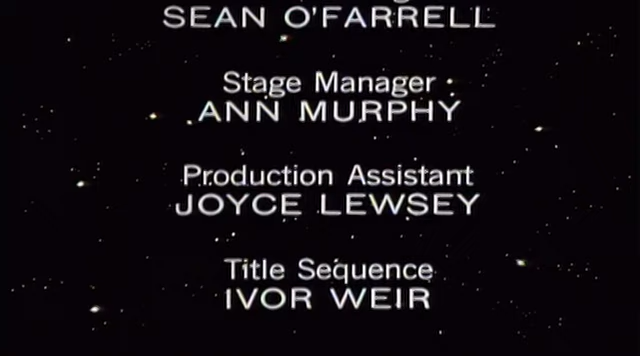 SEAN O'FARRELL
Stage Manager
ANN MURPHY
Production Assistant
JOYCE LEWSEY
Title Sequence
IVOR WEIR